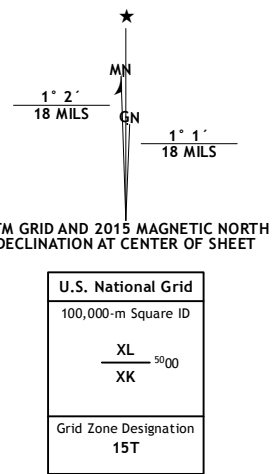 ★
MN
1° 2´
18 MILS
GN
1° 1´
18 MILS
TM GRID AND 2015 MAGNETIC NORTH
DECLINATION AT CENTER OF SHEET
U.S. National Grid
100,000-m Square ID
XL
5000
XK
Grid Zone Designation
15T